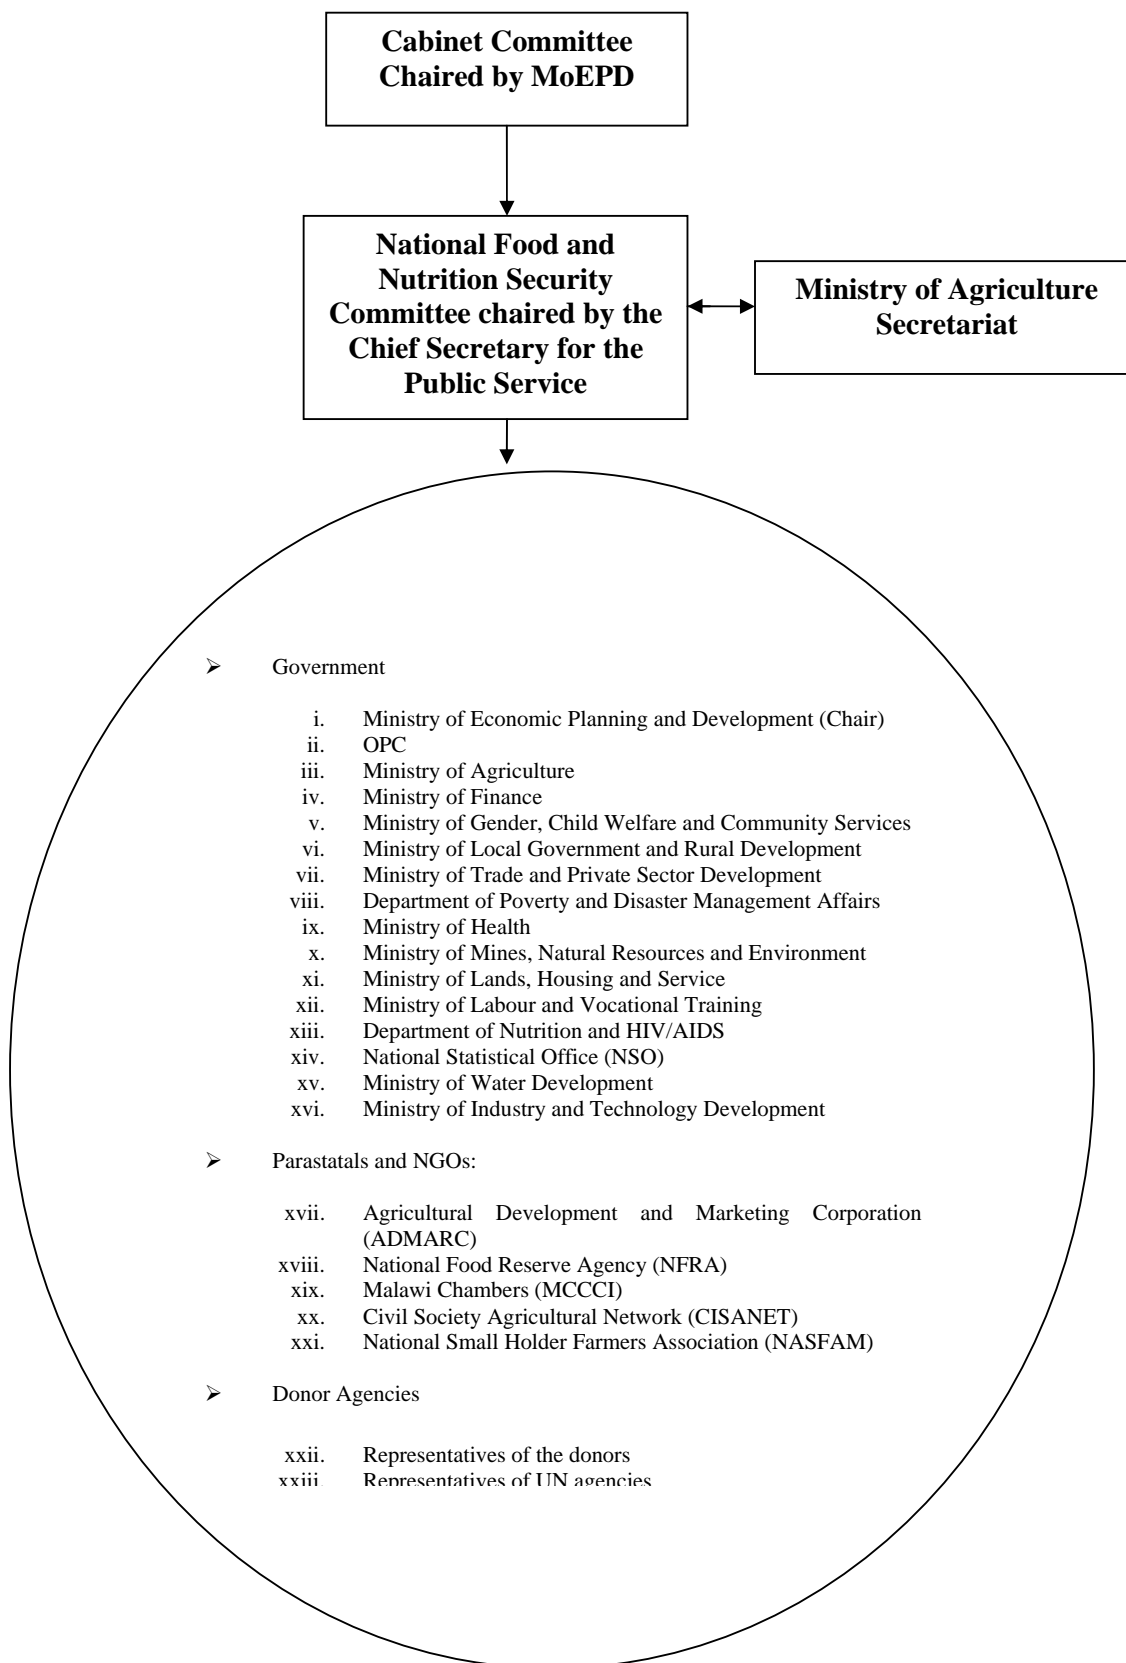 Cabinet Committee
Chaired by MoEPD
National Food and
Nutrition Security
Committee chaired by the
Chief Secretary for the
Public Service
Ministry of Agriculture
Secretariat
➢ Government
i. Ministry of Economic Planning and Development (Chair)
ii. OPC
iii. Ministry of Agriculture
iv. Ministry of Finance
v. Ministry of Gender, Child Welfare and Community Services
vi. Ministry of Local Government and Rural Development
vii. Ministry of Trade and Private Sector Development
viii. Department of Poverty and Disaster Management Affairs
ix. Ministry of Health
x. Ministry of Mines, Natural Resources and Environment
xi. Ministry of Lands, Housing and Service
xii. Ministry of Labour and Vocational Training
xiii. Department of Nutrition and HIV/AIDS
xiv. National Statistical Office (NSO)
xv. Ministry of Water Development
xvi. Ministry of Industry and Technology Development
➢ Parastatals and NGOs:
xvii. Agricultural Development and Marketing Corporation
(ADMARC)
xviii. National Food Reserve Agency (NFRA)
xix. Malawi Chambers (MCCCI)
xx. Civil Society Agricultural Network (CISANET)
xxi. National Small Holder Farmers Association (NASFAM)
➢ Donor Agencies
xxii. Representatives of the donors
xxiii. Representatives of UN agencies